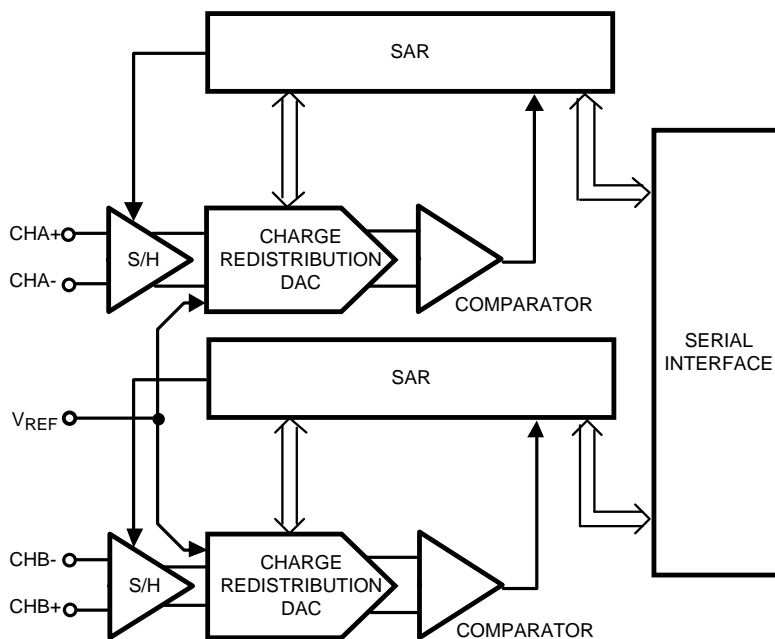 SAR
CHA+
CHA-
S/H
CHARGE
REDISTRIBUTION
DAC
COMPARATOR
SERIAL
INTERFACE
SAR
VREF
CHB-
CHB+
S/H
CHARGE
REDISTRIBUTION
DAC
COMPARATOR